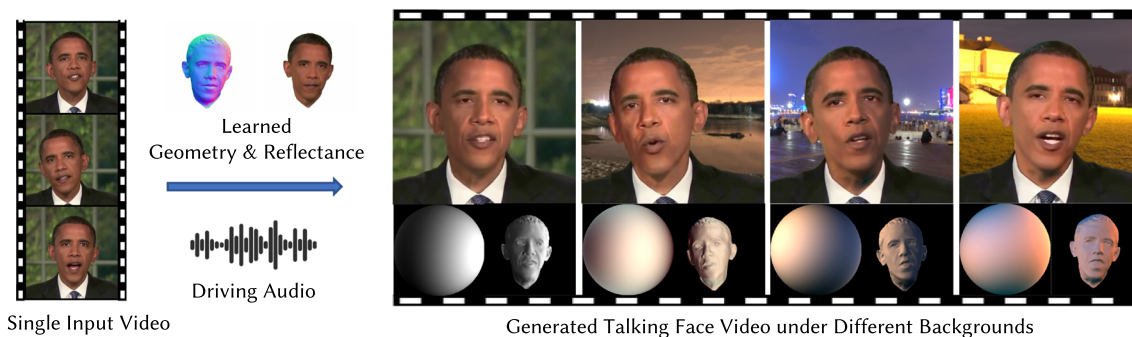 Learned
Geometry & Reflectance
Driving Audio
Single Input Video
Generated Talking Face Video under Different Backgrounds